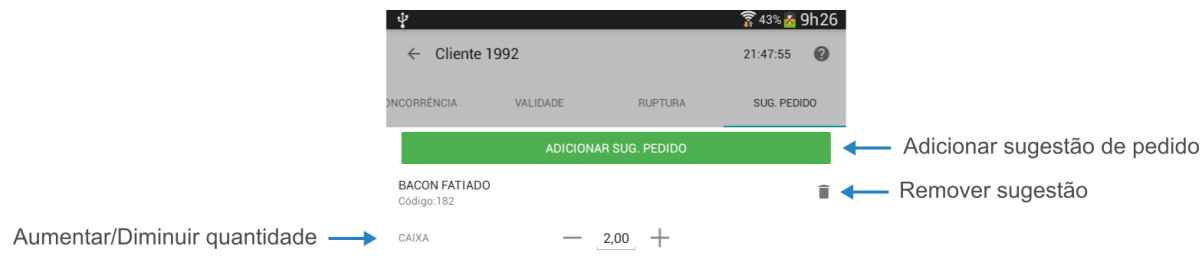 43% 9h26
Cliente 1992 21:47:55
ONCORRÊNCIA VALIDADE RUPTURA SUG. PEDIDO
ADICIONAR SUG. PEDIDO Adicionar sugestão de pedido
BACON FATIADO
Código:182 Remover sugestão
Aumentar/Diminuir quantidade CAIXA — 2,00 +